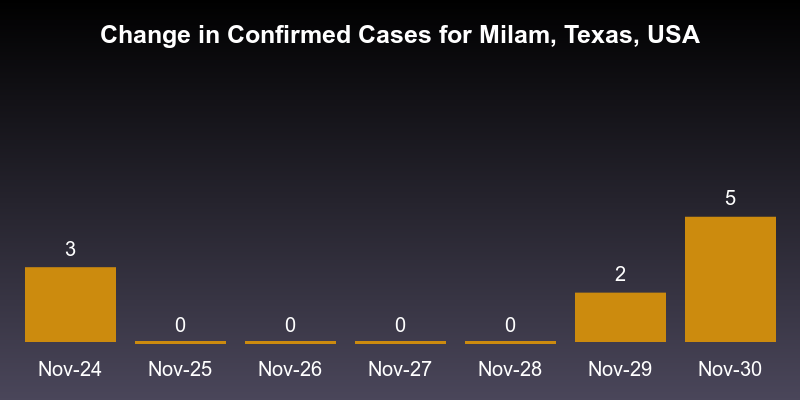 Change in Confirmed Cases for Milam, Texas, USA
3
0
0
0
0
2
5
Nov-24
Nov-25
Nov-26
Nov-27
Nov-28
Nov-29
Nov-30